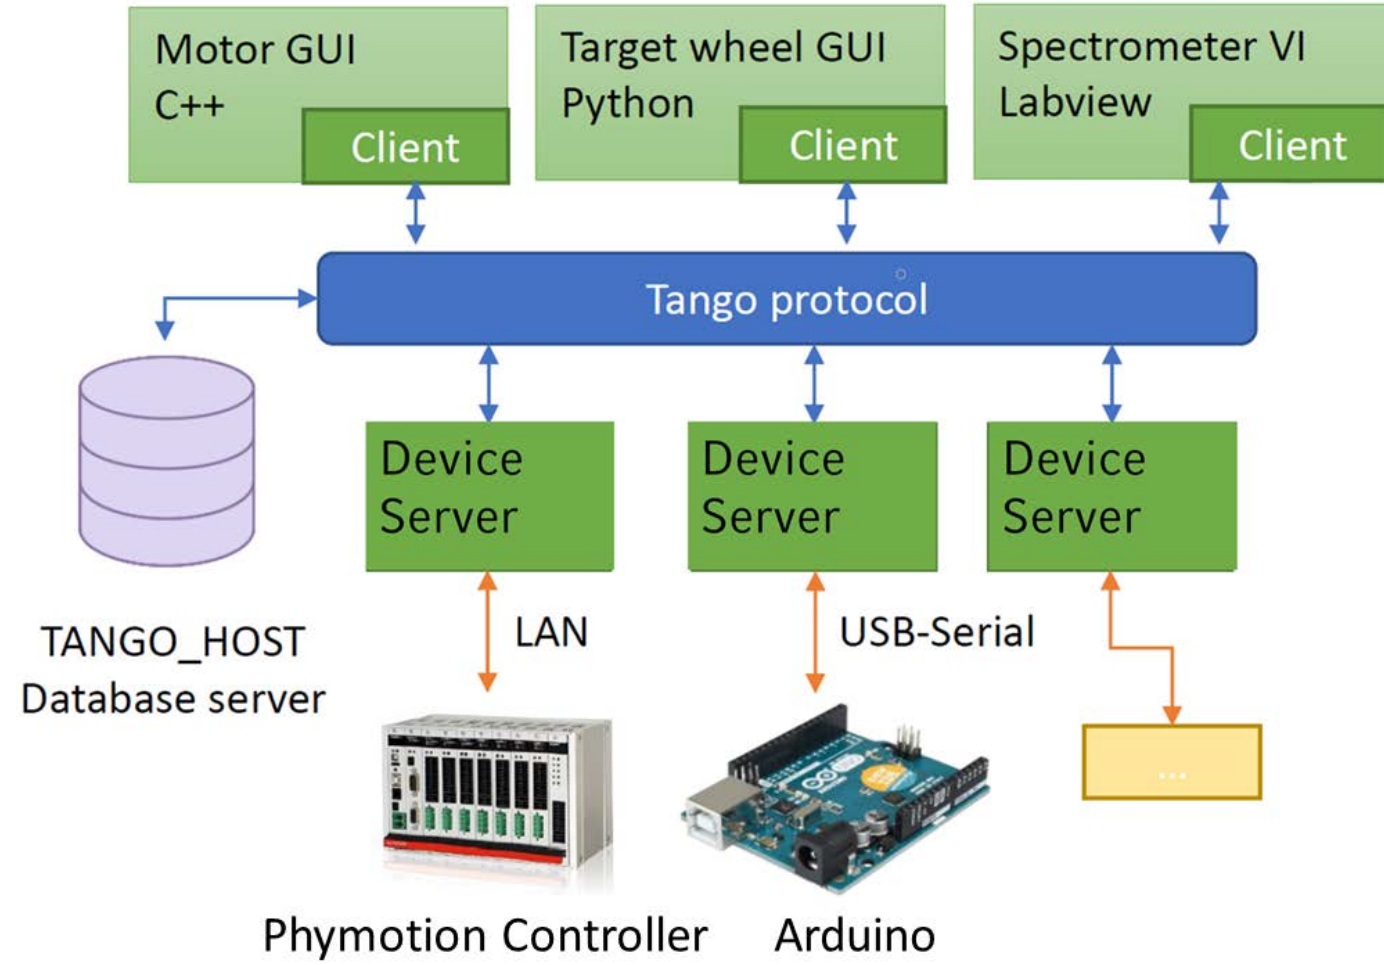 Motor GUI
C++
Client
Target wheel GUI
Python
Client
Spectrometer VI
Labview
Client
Tango protocol
Device
Server
Device
Server
Device
Server
LAN
USB-Serial
TANGO_HOST
Database server
...
Phymotion Controller
Arduino